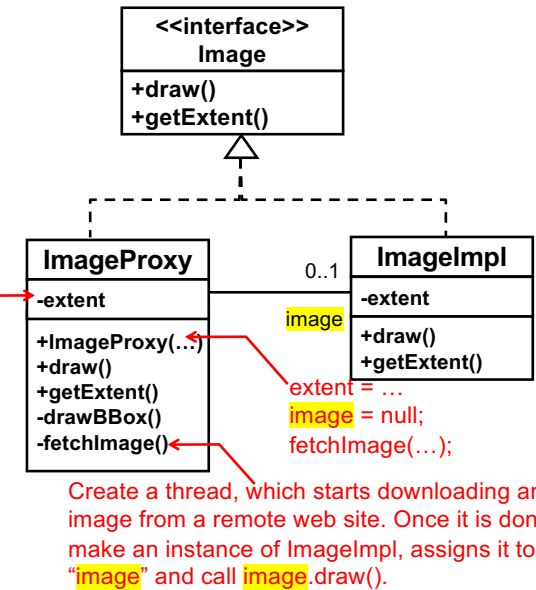 <<interface>>
Image
+draw()
+getExtent()
ImageProxy
-extent
+ImageProxy(…)
+draw()
+getExtent()
-drawBBox()
-fetchImage()
0..1
image
ImageImpl
-extent
+draw()
+getExtent()
extent = …
image = null;
fetchImage(…);
Create a thread, which starts downloading an
image from a remote web site. Once it is don
make an instance of ImageImpl, assigns it to
“image” and call image.draw().